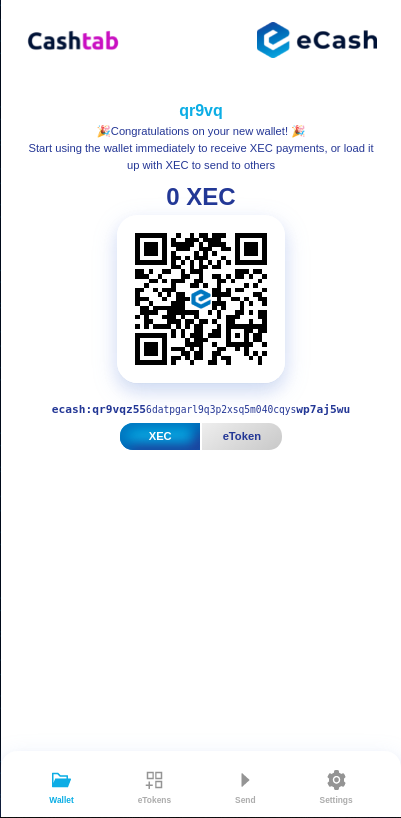 Cashtab
eCash
qr9vq
🎉Congratulations on your new wallet! 🎉
Start using the wallet immediately to receive XEC payments, or load it
up with XEC to send to others
0 XEC
ecash:qr9vqz556datpgarl9q3p2xsq5m040cqyswp7aj5wu
XEC
eToken
Wallet
eTokens
Send
Settings